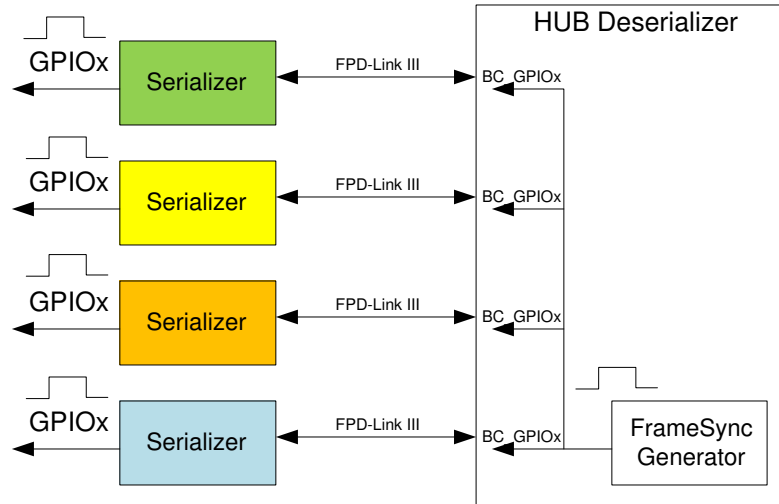 HUB Deserializer
GPIOx
Serializer
FPD-Link III
BC_GPIOx
GPIOx
Serializer
FPD-Link III
BC_GPIOx
GPIOx
Serializer
FPD-Link III
BC_GPIOx
GPIOx
Serializer
FPD-Link III
BC_GPIOx
FrameSync
Generator